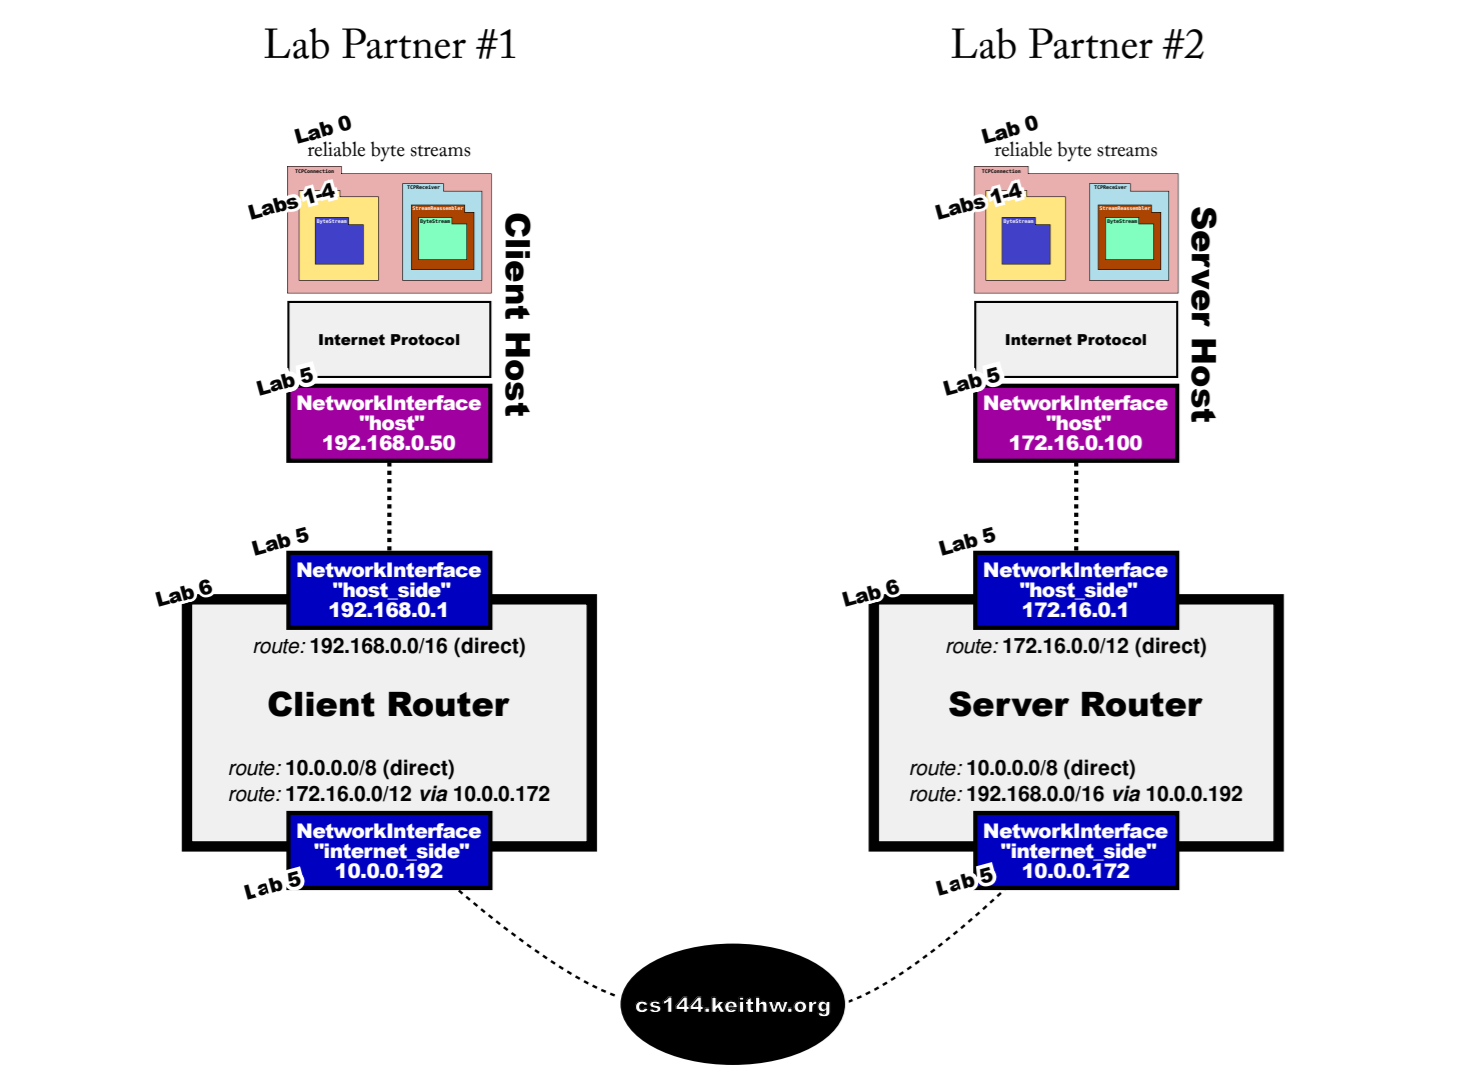 Lab Partner #1
Lab 0
reliable byte streams
TCPConnection
Labs 1-4
ByteStream
TCPReceiver
StreamReassembler
ByteStream
Client Host
Internet Protocol
Lab 5
NetworkInterface
"host"
192.168.0.50
Lab 5
NetworkInterface
"host_side"
192.168.0.1
Lab 6
route: 192.168.0.0/16 (direct)
Client Router
route: 10.0.0.0/8 (direct)
route: 172.16.0.0/12 via 10.0.0.172
NetworkInterface
"internet_side"
10.0.0.192
Lab 5
Lab Partner #2
Lab 0
reliable byte streams
TCPConnection
Labs 1-4
ByteStream
TCPReceiver
StreamReassembler
ByteStream
Server Host
Internet Protocol
Lab 5
NetworkInterface
"host"
172.16.0.100
Lab 5
NetworkInterface
"host_side"
172.16.0.1
Lab 6
route: 172.16.0.0/12 (direct)
Server Router
route: 10.0.0.0/8 (direct)
route: 192.168.0.0/16 via 10.0.0.192
NetworkInterface
"internet_side"
10.0.0.172
Lab 5
cs144.keithw.org